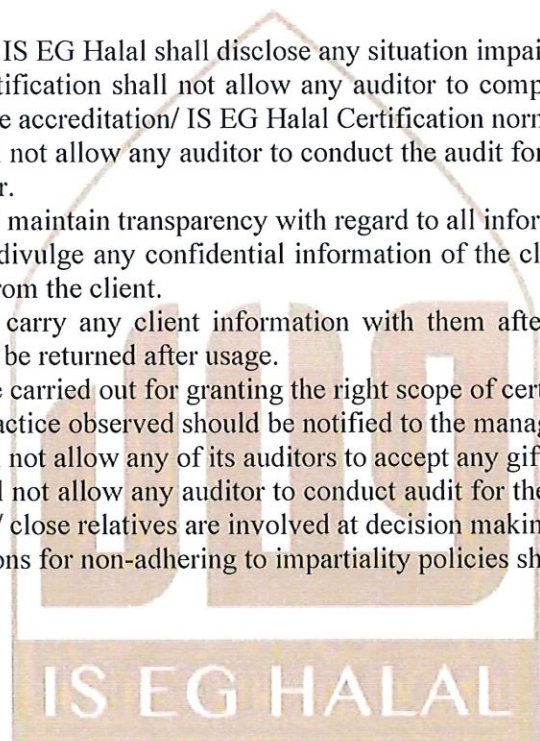 IS EG Halal shall disclose any situation impai
tification shall not allow any auditor to comp
e accreditation/ IS EG Halal Certification norn
not allow any auditor to conduct the audit for
r.
maintain transparency with regard to all infor
divulge any confidential information of the cl
rom the client.
carry any client information with them afte
be returned after usage.
e carried out for granting the right scope of cert
actice observed should be notified to the manag
not allow any of its auditors to accept any gif
l not allow any auditor to conduct audit for the
/ close relatives are involved at decision makin
ons for non-adhering to impartiality policies sh
IS EG HALAL